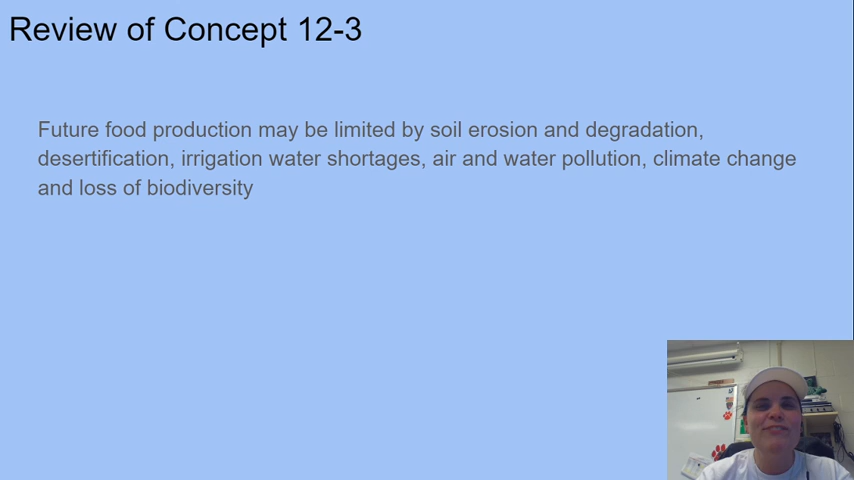 Review of Concept 12-3
Future food production may be limited by soil erosion and degradation,
desertification, irrigation water shortages, air and water pollution, climate change
and loss of biodiversity